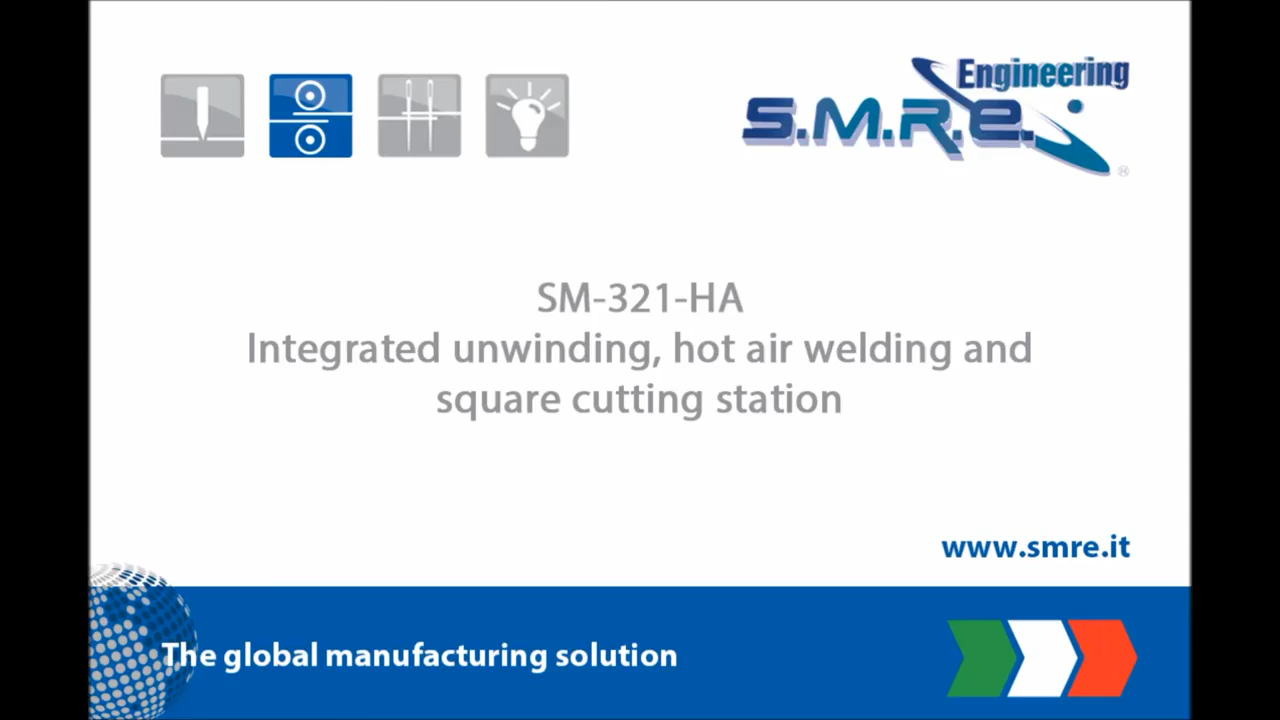 Engineering
S.M.R.e.
SM-321-HA
Integrated unwinding, hot air welding and
square cutting station
www.smre.it
The global manufacturing solution